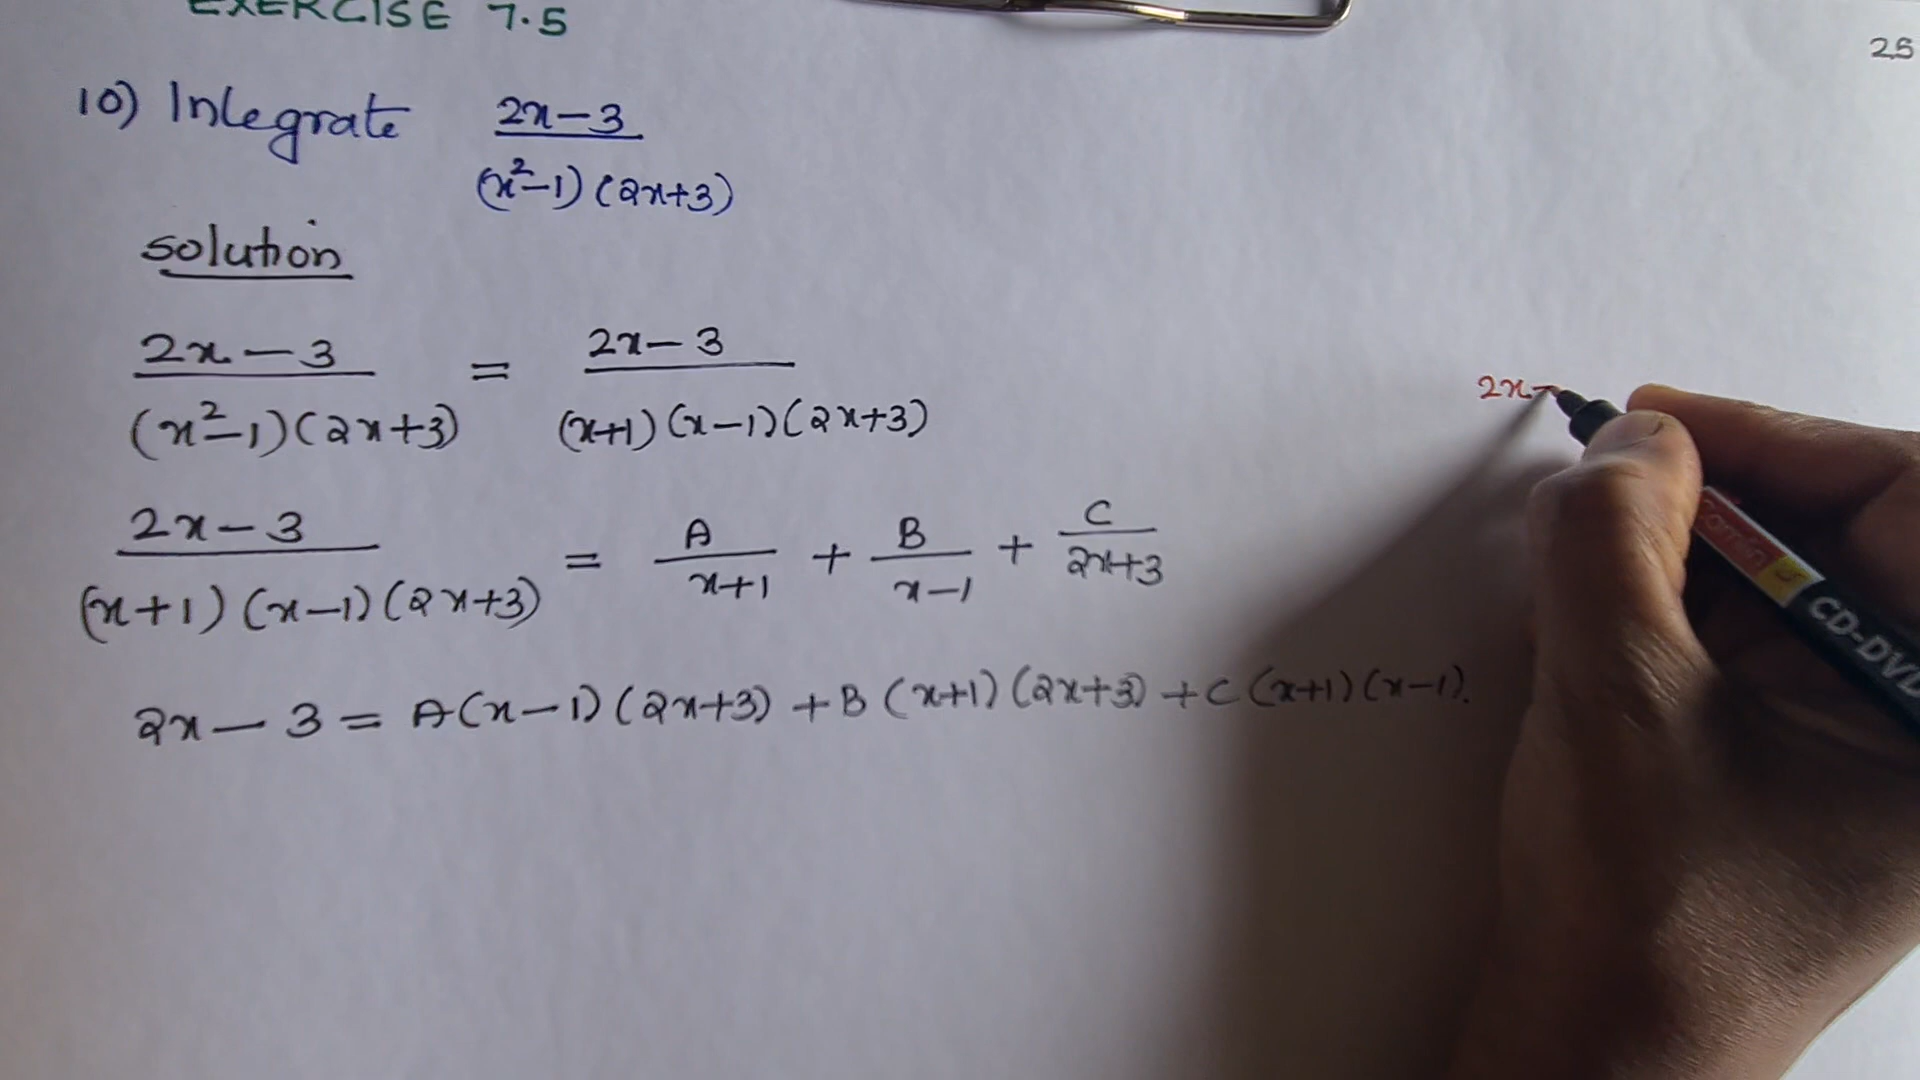 EXERCISE 7.5
25
10) Integrate (2x-3)/((x²-1)(2x+3))
solution
(2x-3)/((x²-1)(2x+3)) = (2x-3)/((x+1)(x-1)(2x+3))
2x-
(2x-3)/((x+1)(x-1)(2x+3)) = A/(x+1) + B/(x-1) + C/(2x+3)
2x-3 = A(x-1)(2x+3) + B(x+1)(2x+3) + C(x+1)(x-1).
CD-DVD